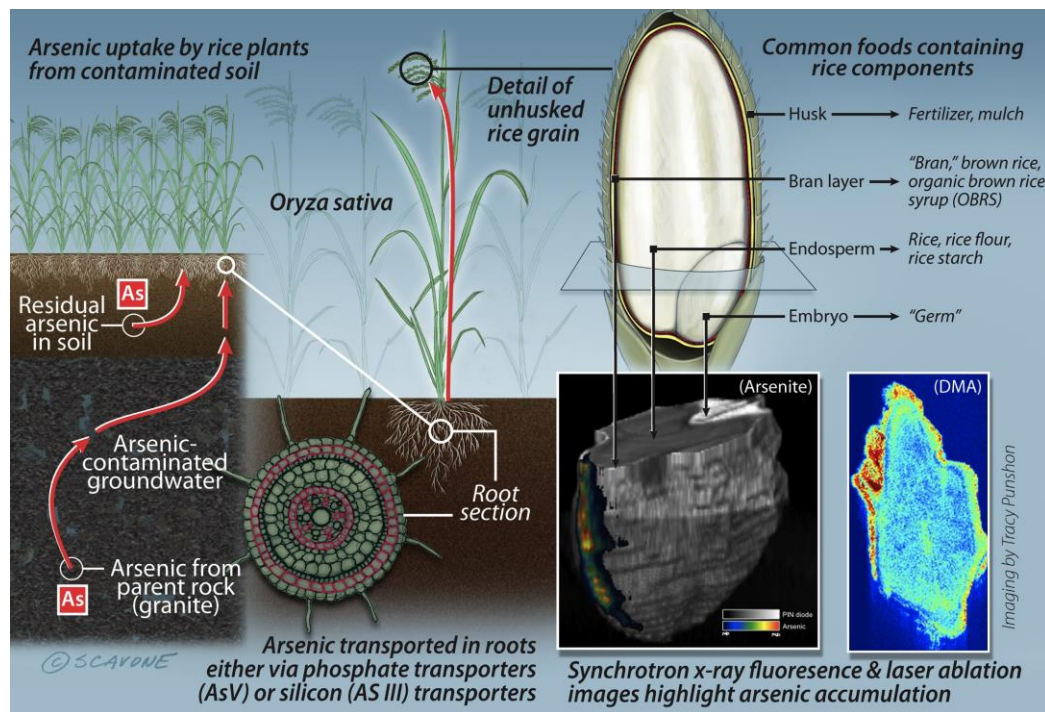 Arsenic uptake by rice plants
from contaminated soil
Oryza sativa
Detail of
unhusked
rice grain
Common foods containing
rice components
Husk
Fertilizer, mulch
Bran layer
“Bran,” brown rice,
organic brown rice
syrup (OBRS)
Endosperm
Rice, rice flour,
rice starch
Embryo
“Germ”
As
Residual
arsenic
in soil
Arsenic-
contaminated
groundwater
Arsenic from
parent rock
(granite)
As
Root
section
(Arsenite)
PIN diode
Arsenic
(DMA)
Imaging by Tracy Punshon
© SCAVONE
Arsenic transported in roots
either via phosphate transporters
(AsV) or silicon (AS III) transporters
Synchrotron x-ray fluoresence & laser ablation
images highlight arsenic accumulation